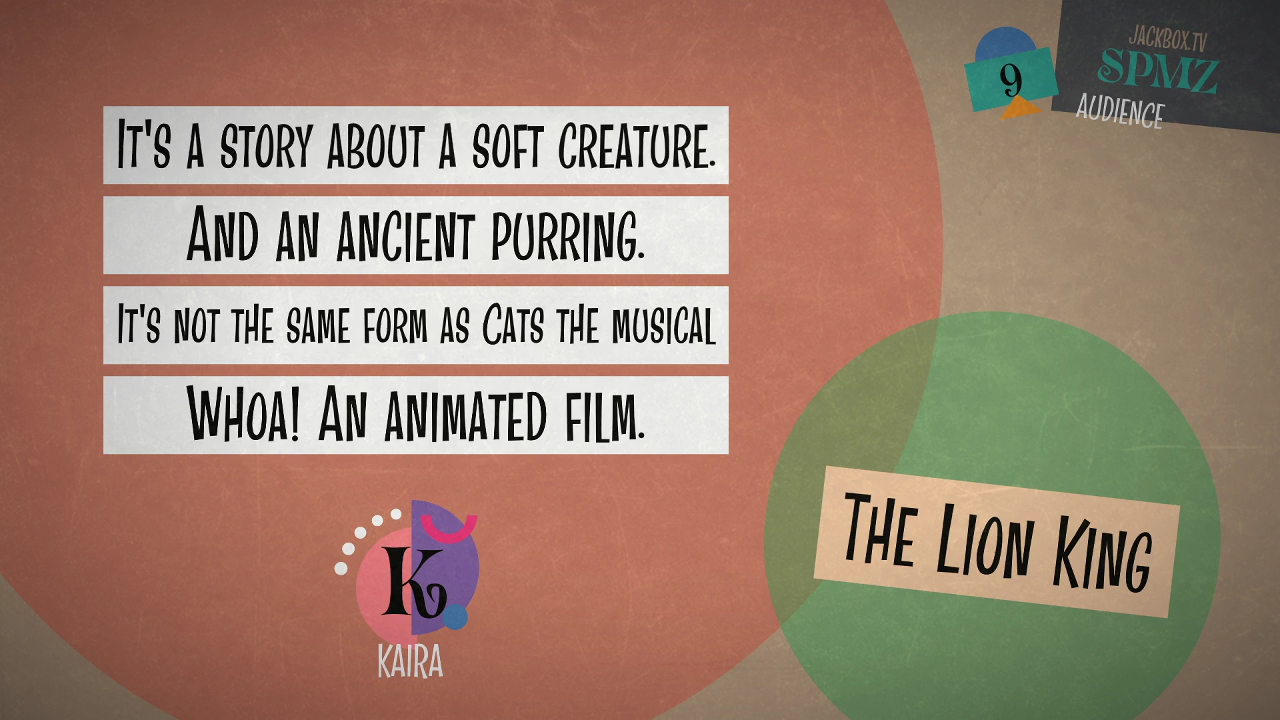 JACKBOX.TV
SPMZ
9
AUDIENCE
It's a story about a soft creature.
And an ancient purring.
It's not the same form as Cats the musical
Whoa! An animated film.
The Lion King
K
KAIRA